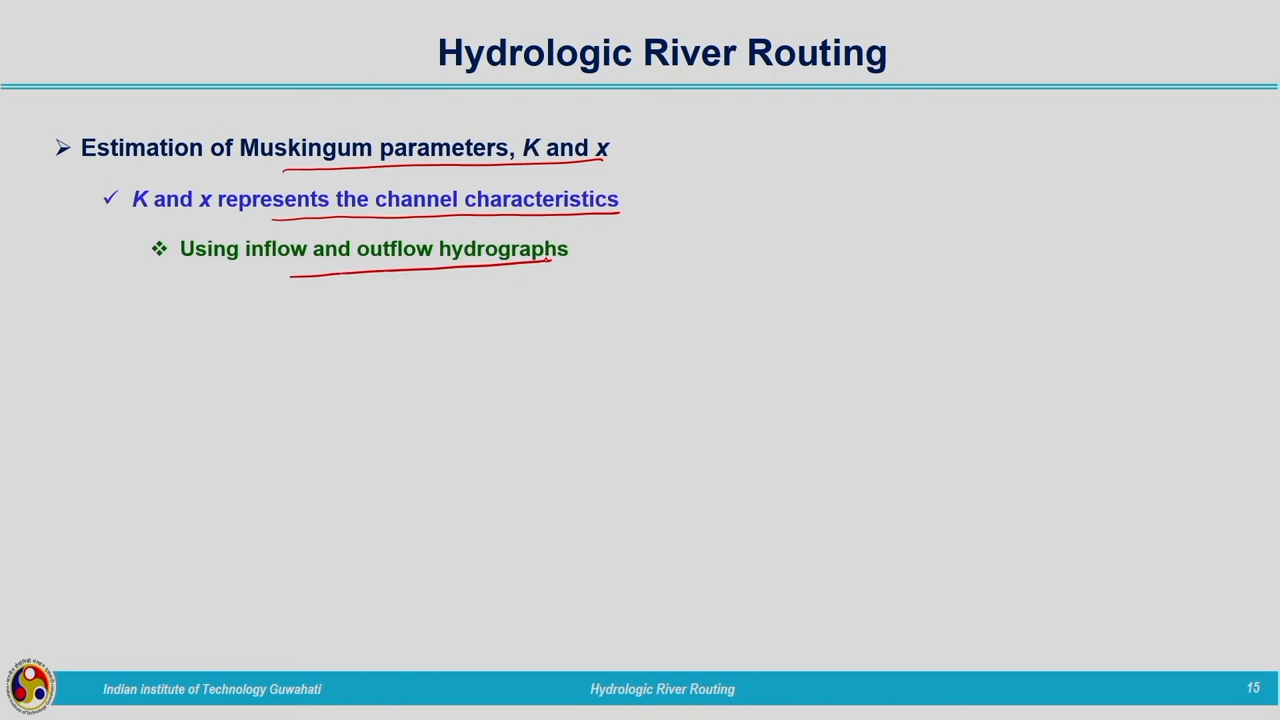 Hydrologic River Routing
Estimation of Muskingum parameters, K and x
K and x represents the channel characteristics
Using inflow and outflow hydrographs
Indian institute of Technology Guwahati
Hydrologic River Routing
15